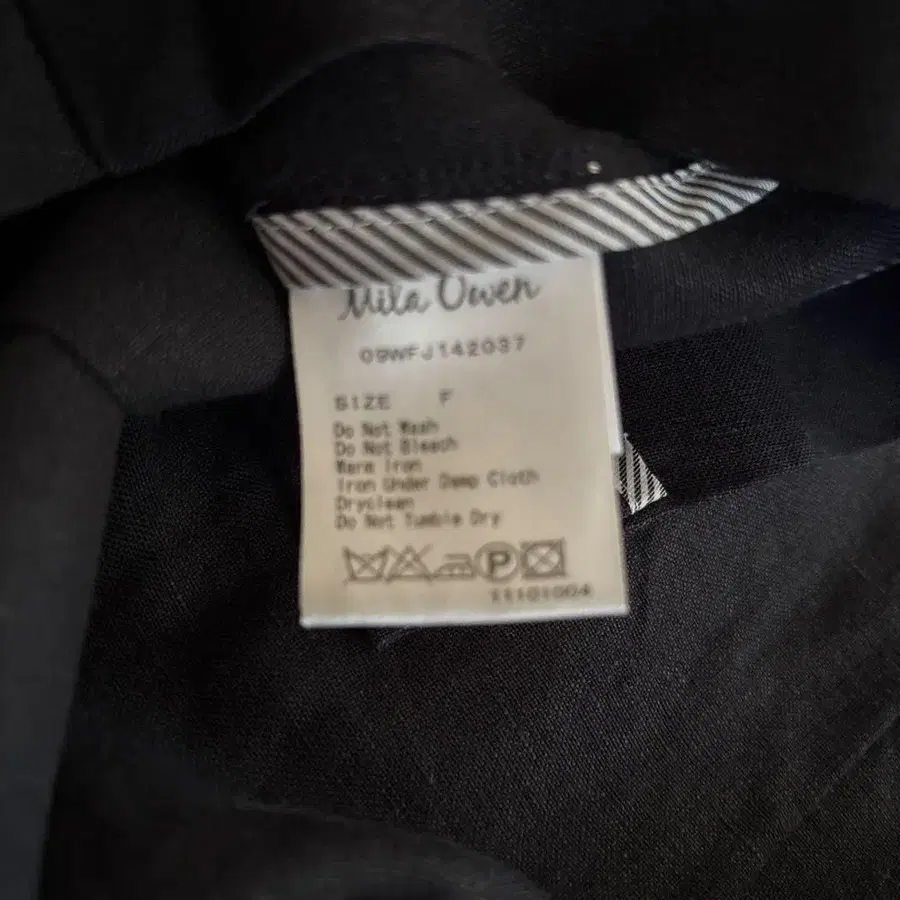 Mila Owen
09WFJ142037
SIZE F
Do Not Wash
Do Not Bleach
Warm Iron
Iron Under Damp Cloth
Dryclean
Do Not Tumble Dry
P
11101004